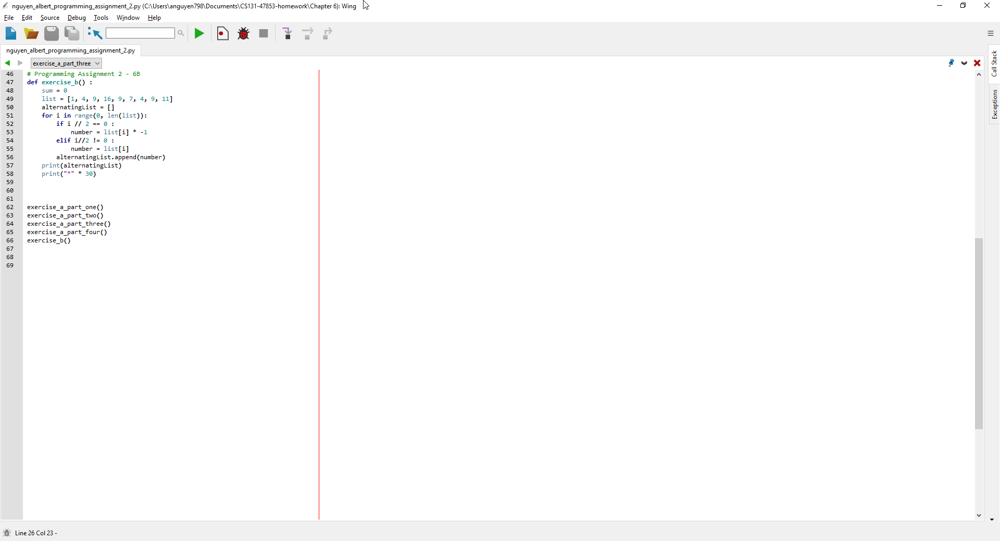 nguyen_albert_programming_assignment_2.py (C:\Users\anguyen798\Documents\CS131-47853-homework\Chapter 6): Wing
File Edit Source Debug Tools Window Help
nguyen_albert_programming_assignment_2.py
exercise_a_part_three
46 # Programming Assignment 2 - 6B
47 def exercise_b() :
48     sum = 0
49     list = [1, 4, 9, 16, 9, 7, 4, 9, 11]
50     alternatingList = []
51     for i in range(0, len(list)):
52         if i // 2 == 0 :
53             number = list[i] * -1
54         elif i//2 != 0 :
55             number = list[i]
56         alternatingList.append(number)
57     print(alternatingList)
58     print("*" * 30)
59
60
61
62 exercise_a_part_one()
63 exercise_a_part_two()
64 exercise_a_part_three()
65 exercise_a_part_four()
66 exercise_b()
67
68
69
Call Stack
Exceptions
Line 26 Col 23 -